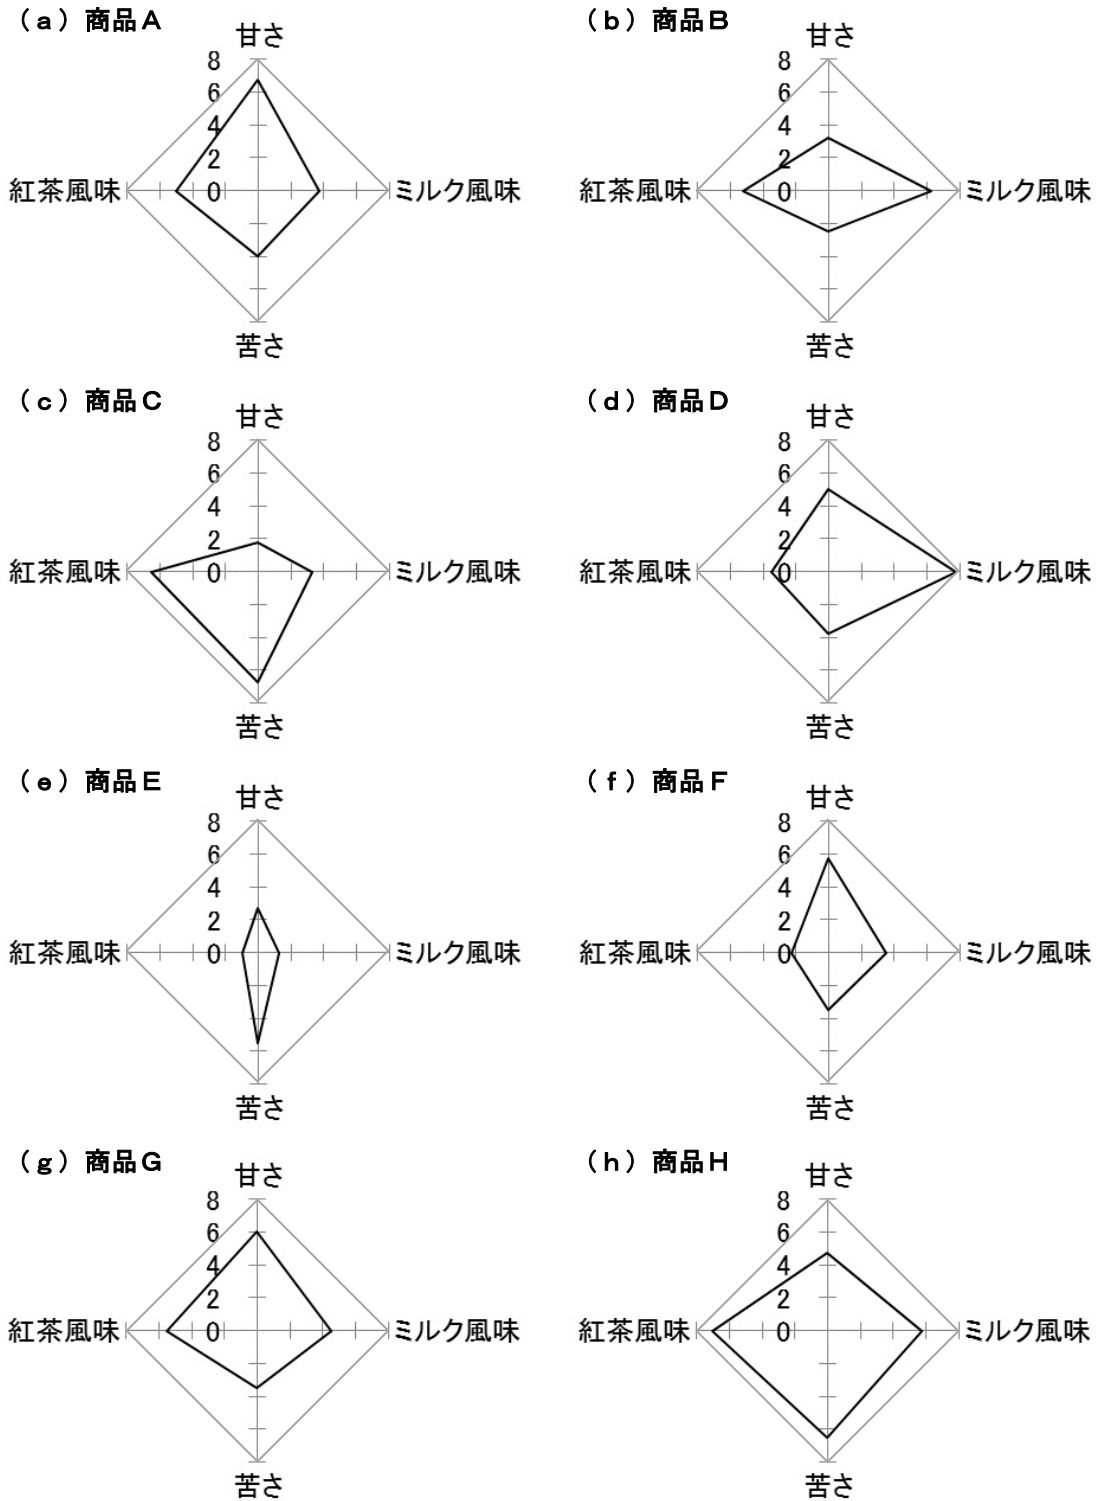 （a）商品A
甘さ
8
6
4
2
0
紅茶風味
ミルク風味
苦さ
（b）商品B
甘さ
8
6
4
2
0
紅茶風味
ミルク風味
苦さ
（c）商品C
甘さ
8
6
4
2
0
紅茶風味
ミルク風味
苦さ
（d）商品D
甘さ
8
6
4
2
0
紅茶風味
ミルク風味
苦さ
（e）商品E
甘さ
8
6
4
2
0
紅茶風味
ミルク風味
苦さ
（f）商品F
甘さ
8
6
4
2
0
紅茶風味
ミルク風味
苦さ
（g）商品G
甘さ
8
6
4
2
0
紅茶風味
ミルク風味
苦さ
（h）商品H
甘さ
8
6
4
2
0
紅茶風味
ミルク風味
苦さ